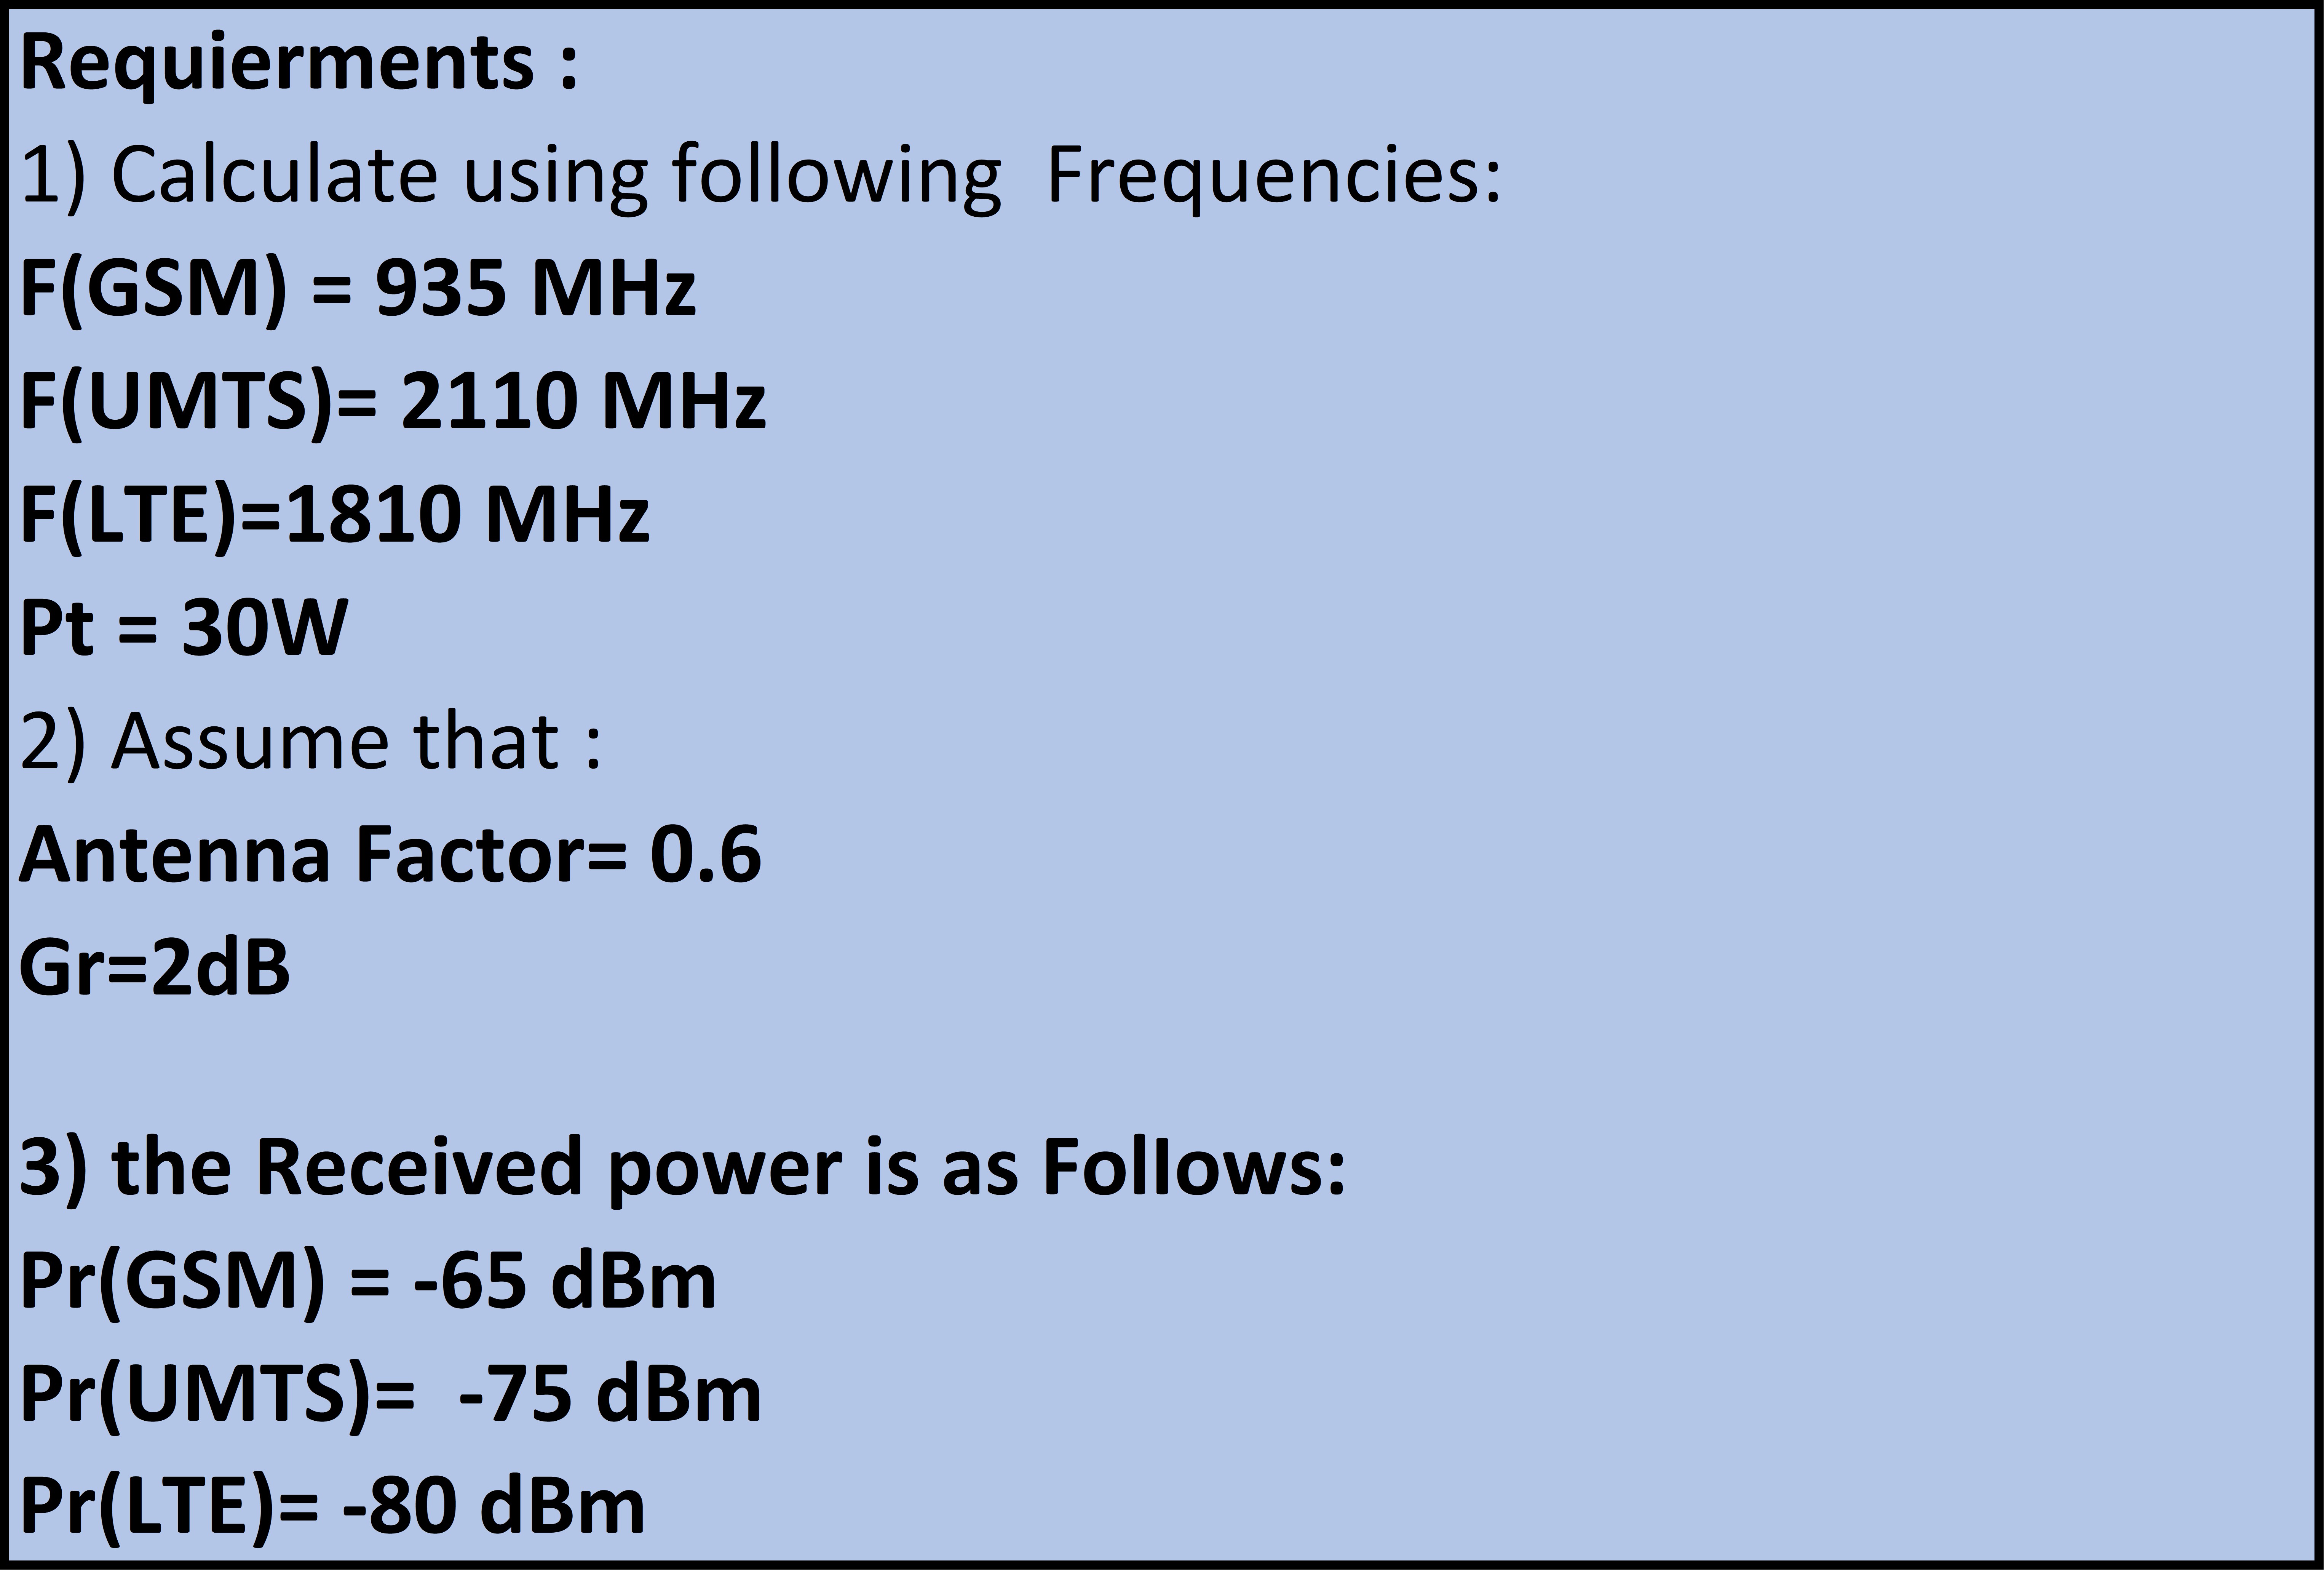 Requierments :
1) Calculate using following  Frequencies:
F(GSM) = 935 MHz
F(UMTS)= 2110 MHz
F(LTE)=1810 MHz
Pt = 30W
2) Assume that :
Antenna Factor= 0.6
Gr=2dB
3) the Received power is as Follows:
Pr(GSM) = -65 dBm
Pr(UMTS)=  -75 dBm
Pr(LTE)= -80 dBm